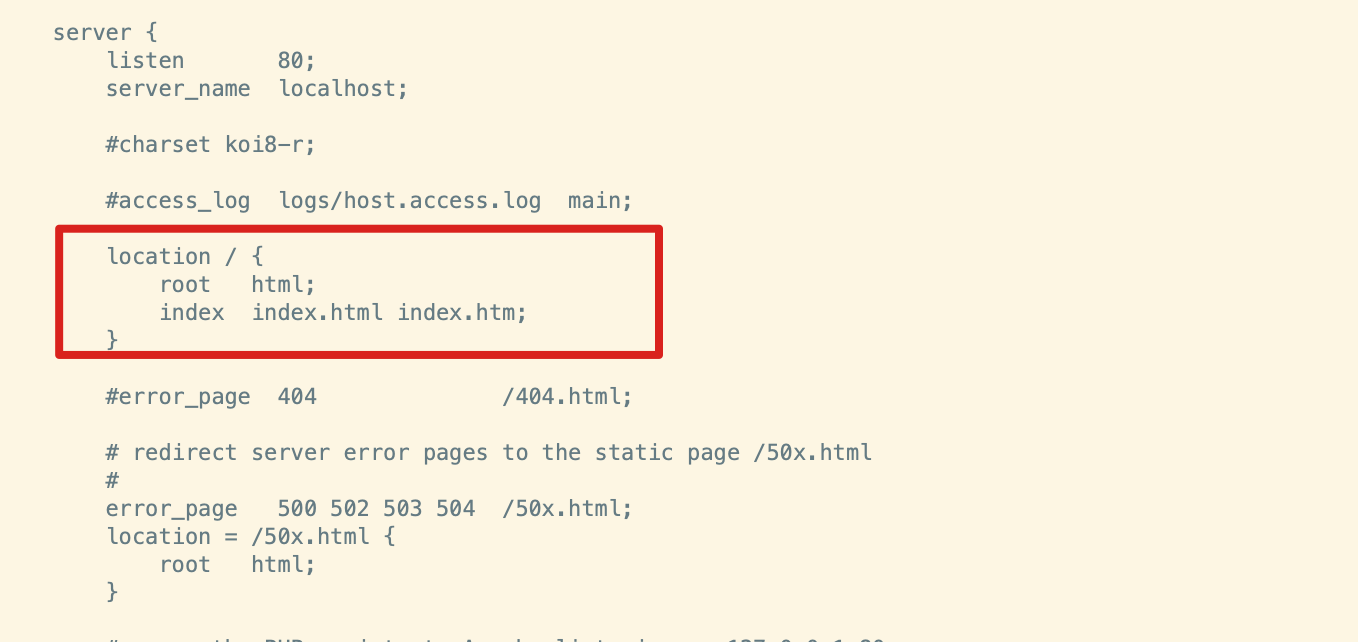 server {
    listen       80;
    server_name  localhost;

    #charset koi8-r;

    #access_log  logs/host.access.log  main;

    location / {
        root   html;
        index  index.html index.htm;
    }

    #error_page  404              /404.html;

    # redirect server error pages to the static page /50x.html
    #
    error_page   500 502 503 504  /50x.html;
    location = /50x.html {
        root   html;
    }